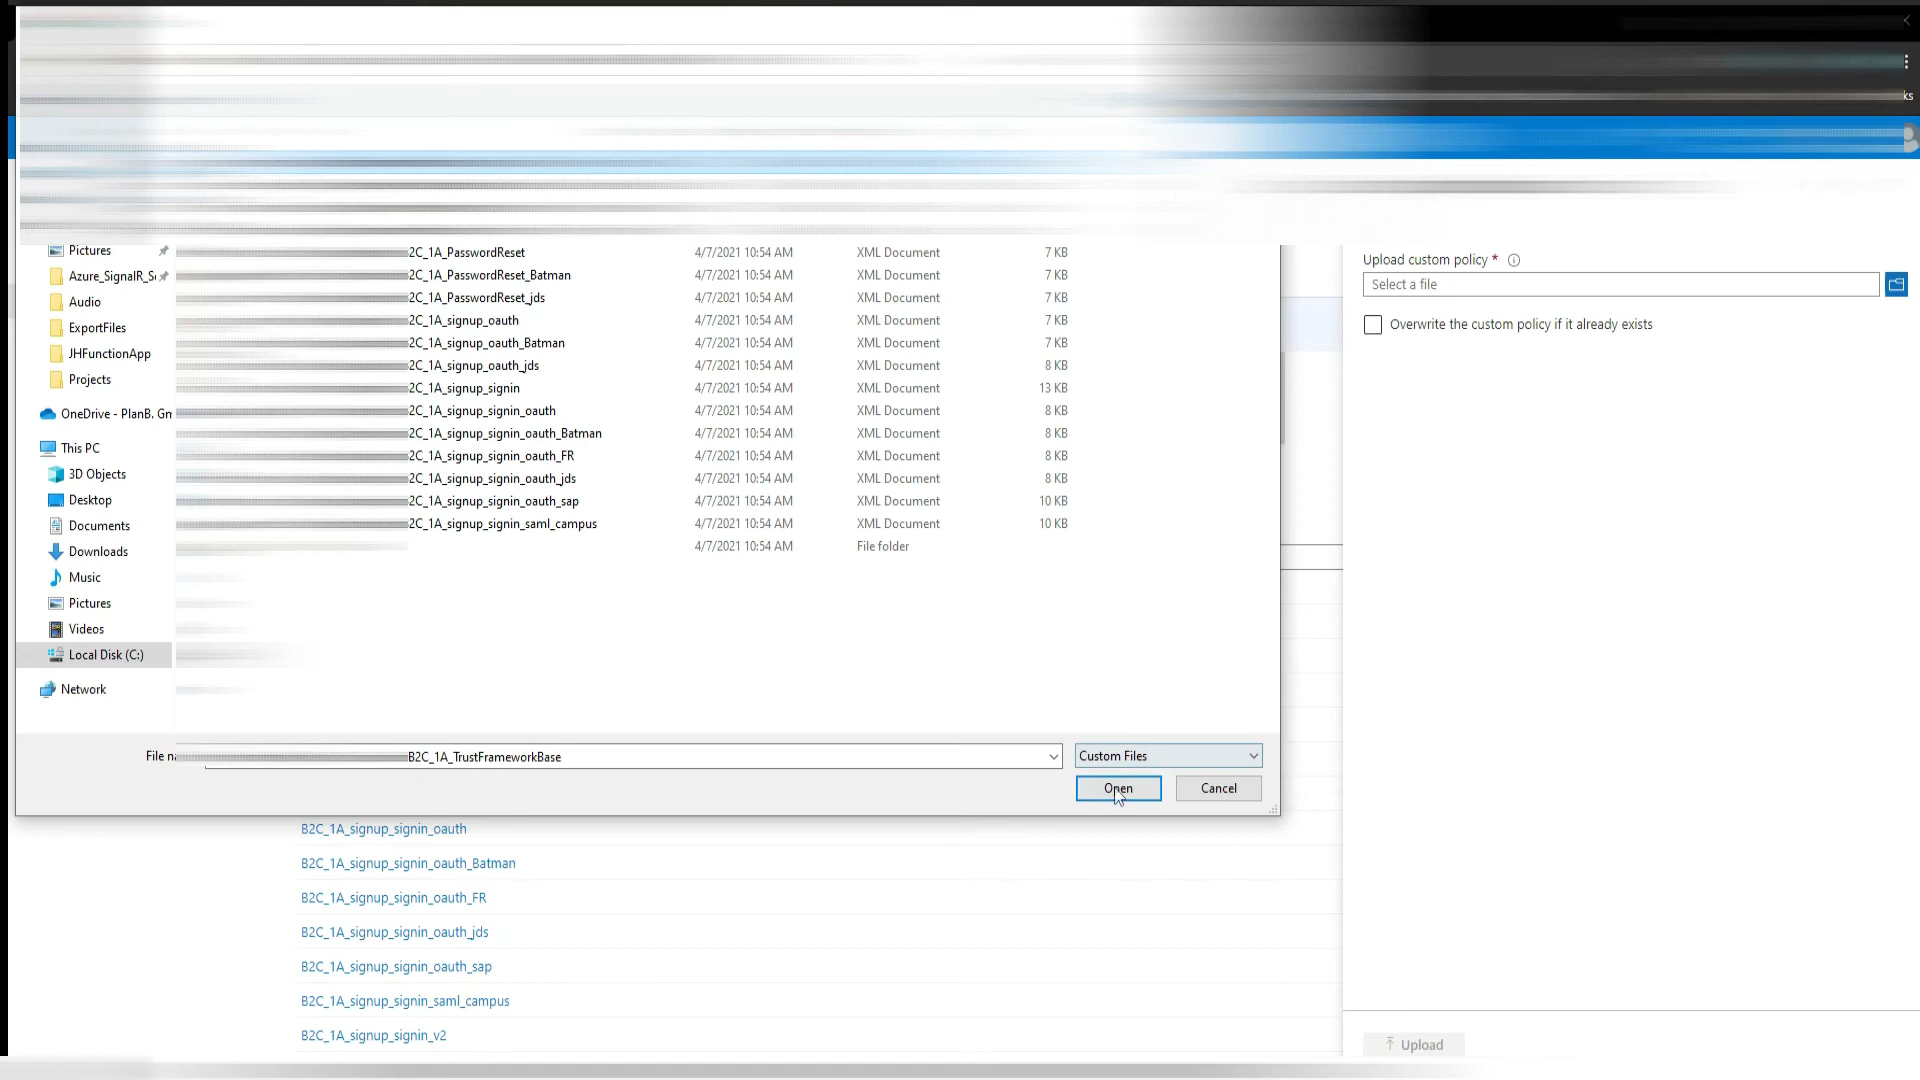 ks
Pictures
Azure_SignalR_Se
Audio
ExportFiles
JHFunctionApp
Projects
OneDrive - PlanB. Gm
This PC
3D Objects
Desktop
Documents
Downloads
Music
Pictures
Videos
Local Disk (C:)
Network
2C_1A_PasswordReset 4/7/2021 10:54 AM XML Document 7 KB
2C_1A_PasswordReset_Batman 4/7/2021 10:54 AM XML Document 7 KB
2C_1A_PasswordReset_jds 4/7/2021 10:54 AM XML Document 7 KB
2C_1A_signup_oauth 4/7/2021 10:54 AM XML Document 7 KB
2C_1A_signup_oauth_Batman 4/7/2021 10:54 AM XML Document 7 KB
2C_1A_signup_oauth_jds 4/7/2021 10:54 AM XML Document 8 KB
2C_1A_signup_signin 4/7/2021 10:54 AM XML Document 13 KB
2C_1A_signup_signin_oauth 4/7/2021 10:54 AM XML Document 8 KB
2C_1A_signup_signin_oauth_Batman 4/7/2021 10:54 AM XML Document 8 KB
2C_1A_signup_signin_oauth_FR 4/7/2021 10:54 AM XML Document 8 KB
2C_1A_signup_signin_oauth_jds 4/7/2021 10:54 AM XML Document 8 KB
2C_1A_signup_signin_oauth_sap 4/7/2021 10:54 AM XML Document 10 KB
2C_1A_signup_signin_saml_campus 4/7/2021 10:54 AM XML Document 10 KB
4/7/2021 10:54 AM File folder
File na B2C_1A_TrustFrameworkBase Custom Files
Open Cancel
B2C_1A_signup_signin_oauth
B2C_1A_signup_signin_oauth_Batman
B2C_1A_signup_signin_oauth_FR
B2C_1A_signup_signin_oauth_jds
B2C_1A_signup_signin_oauth_sap
B2C_1A_signup_signin_saml_campus
B2C_1A_signup_signin_v2
Upload custom policy *
Select a file
Overwrite the custom policy if it already exists
Upload